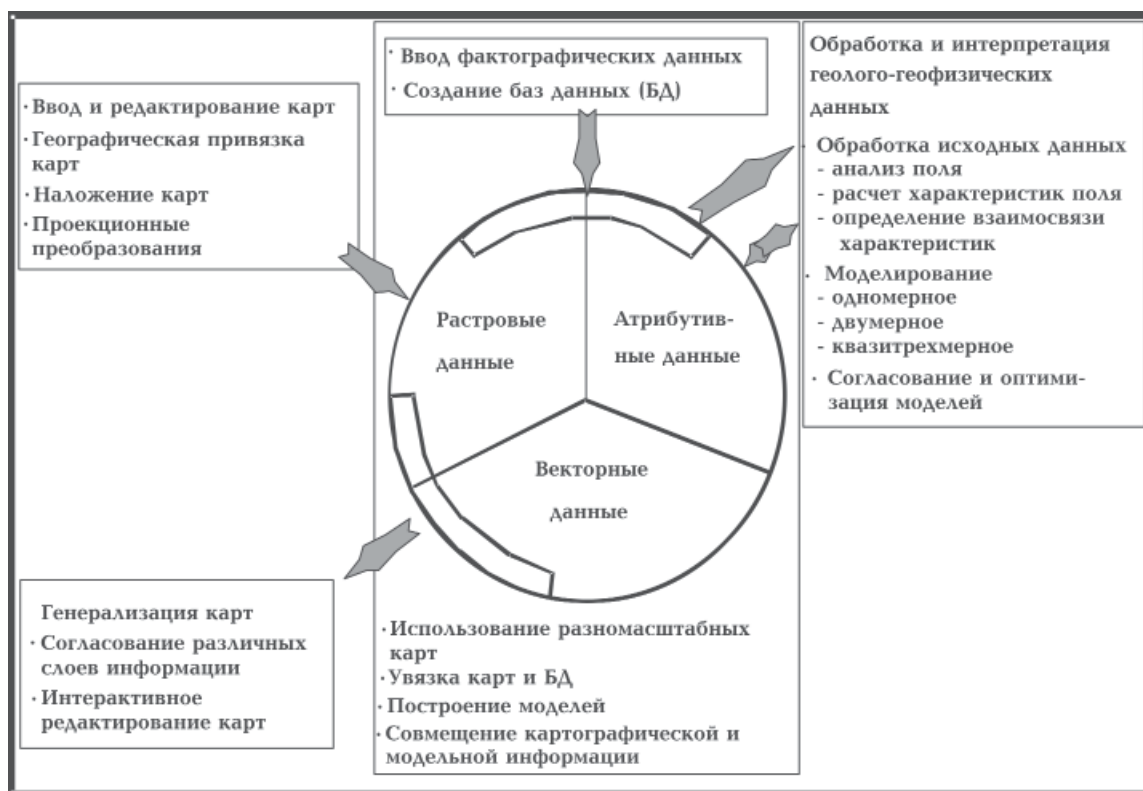 · Ввод и редактирование карт
· Географическая привязка
карт
· Наложение карт
· Проекционные
преобразования
· Ввод фактографических данных
· Создание баз данных (БД)
Обработка и интерпретация
геолого-геофизических
данных
· Обработка исходных данных
- анализ поля
- расчет характеристик поля
- определение взаимосвязи
характеристик
· Моделирование
- одномерное
- двумерное
- квазитрехмерное
· Согласование и оптими-
зация моделей
Растровые
данные
Атрибутив-
ные данные
Векторные
данные
Генерализация карт
· Согласование различных
слоев информации
· Интерактивное
редактирование карт
· Использование разномасштабных
карт
· Увязка карт и БД
· Построение моделей
· Совмещение картографической и
модельной информации